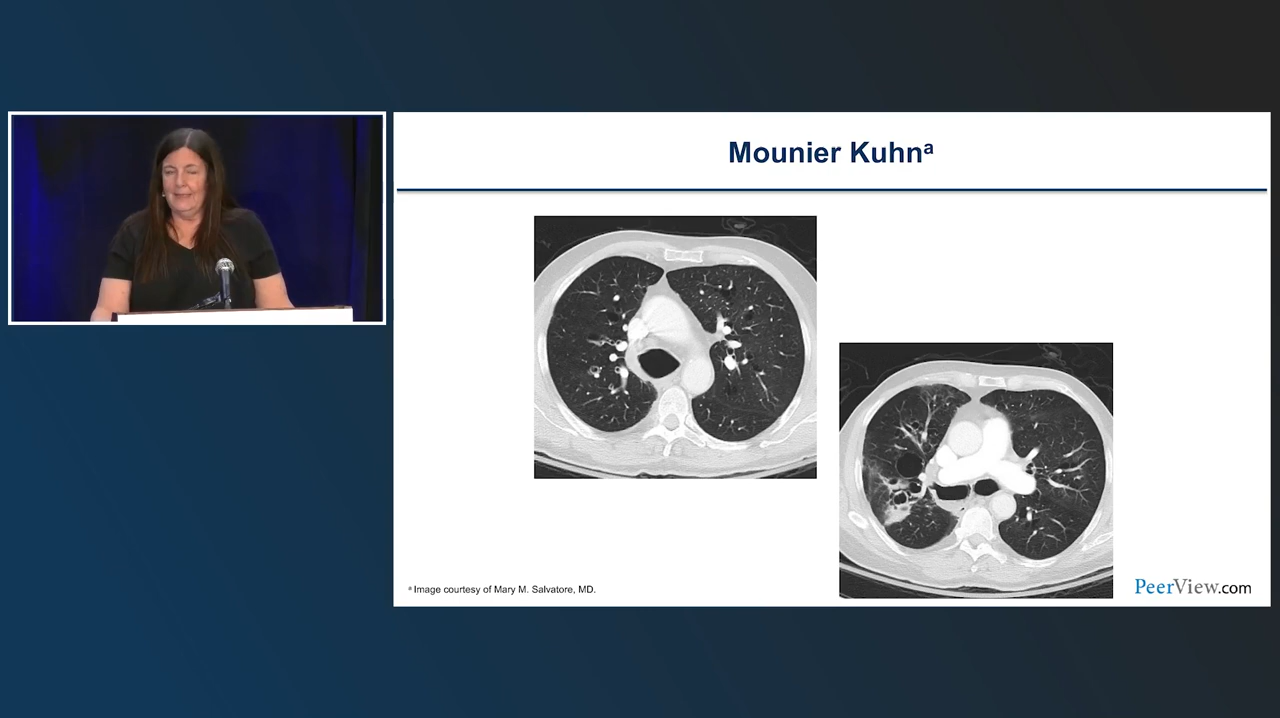 Mounier Kuhnᵃ
ᵃ Image courtesy of Mary M. Salvatore, MD.
PeerView.com